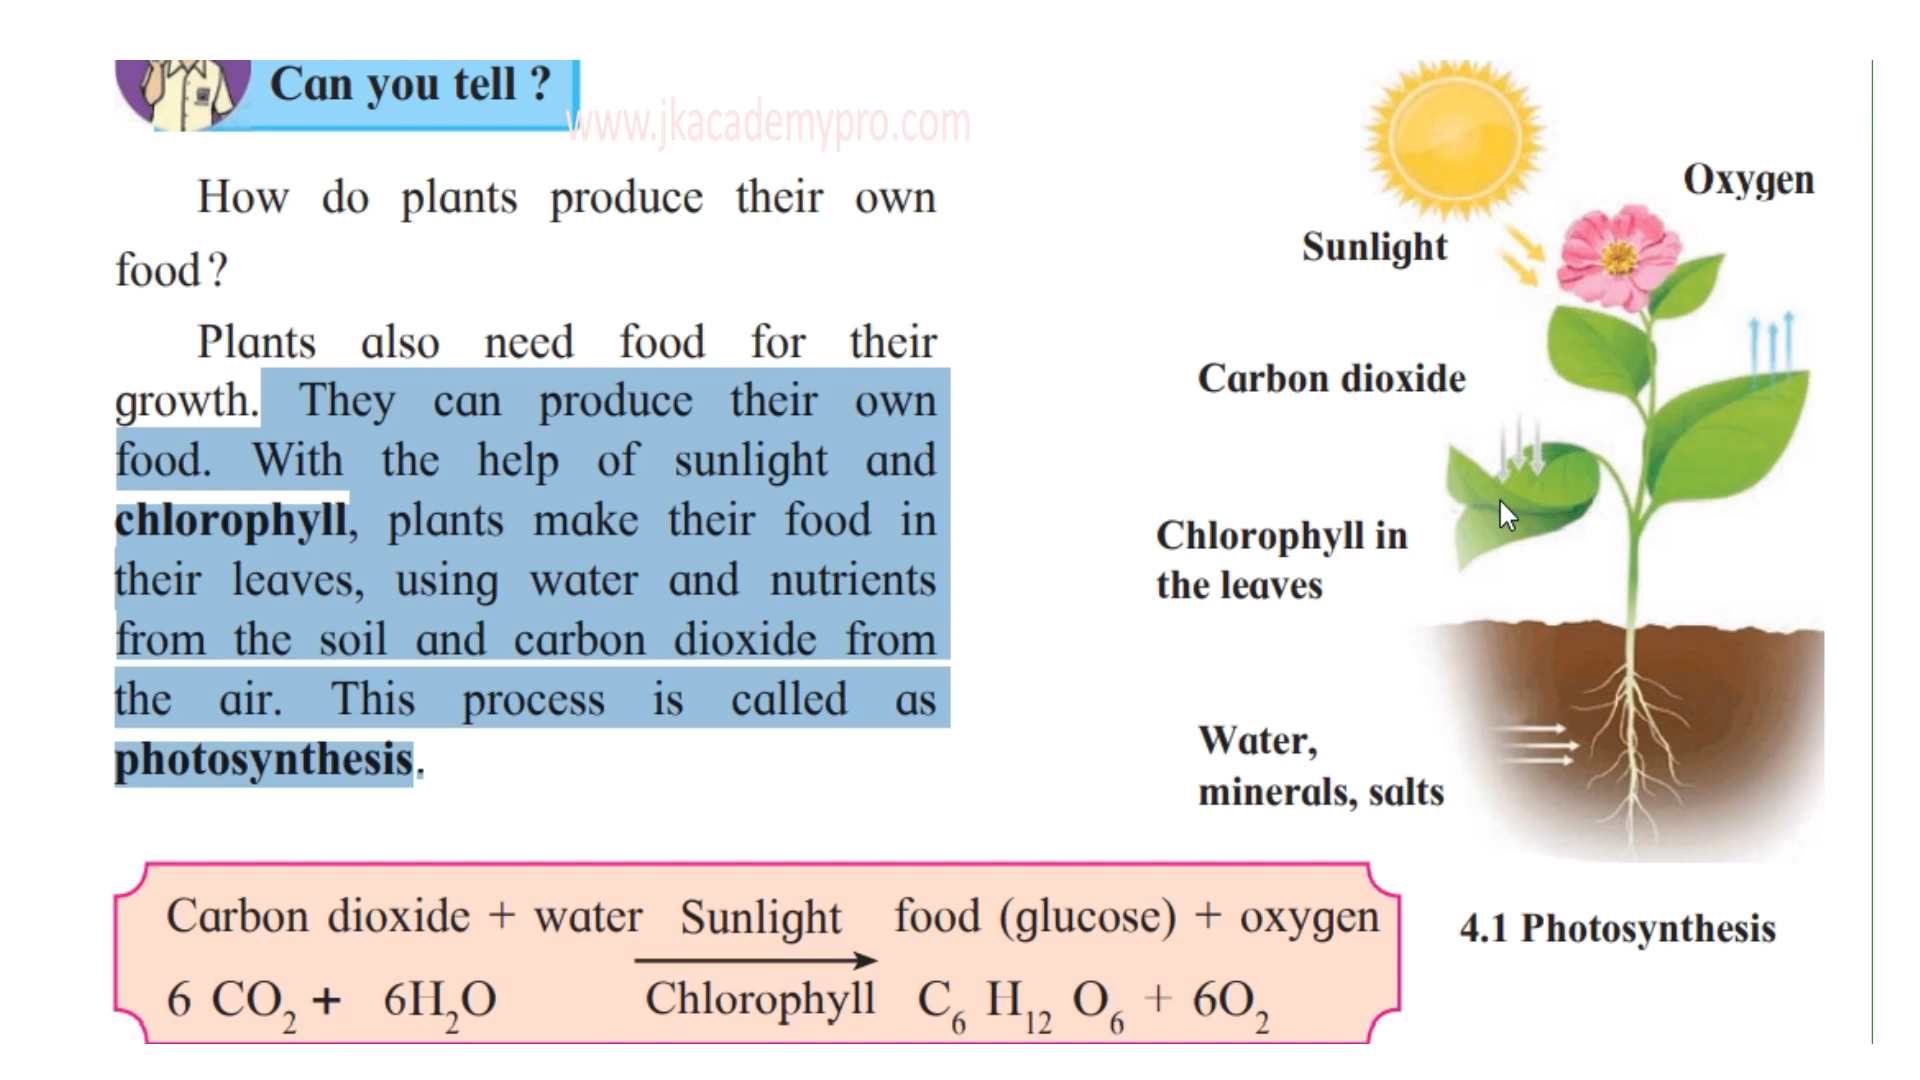 Can you tell ?
www.jkacademypro.com
How do plants produce their own
food?
Plants also need food for their
growth. They can produce their own
food. With the help of sunlight and
chlorophyll, plants make their food in
their leaves, using water and nutrients
from the soil and carbon dioxide from
the air. This process is called as
photosynthesis.
Oxygen
Sunlight
Carbon dioxide
Chlorophyll in
the leaves
Water,
minerals, salts
Carbon dioxide + water Sunlight food (glucose) + oxygen
6 CO₂ + 6H₂O Chlorophyll C₆ H₁₂ O₆ + 6O₂
4.1 Photosynthesis